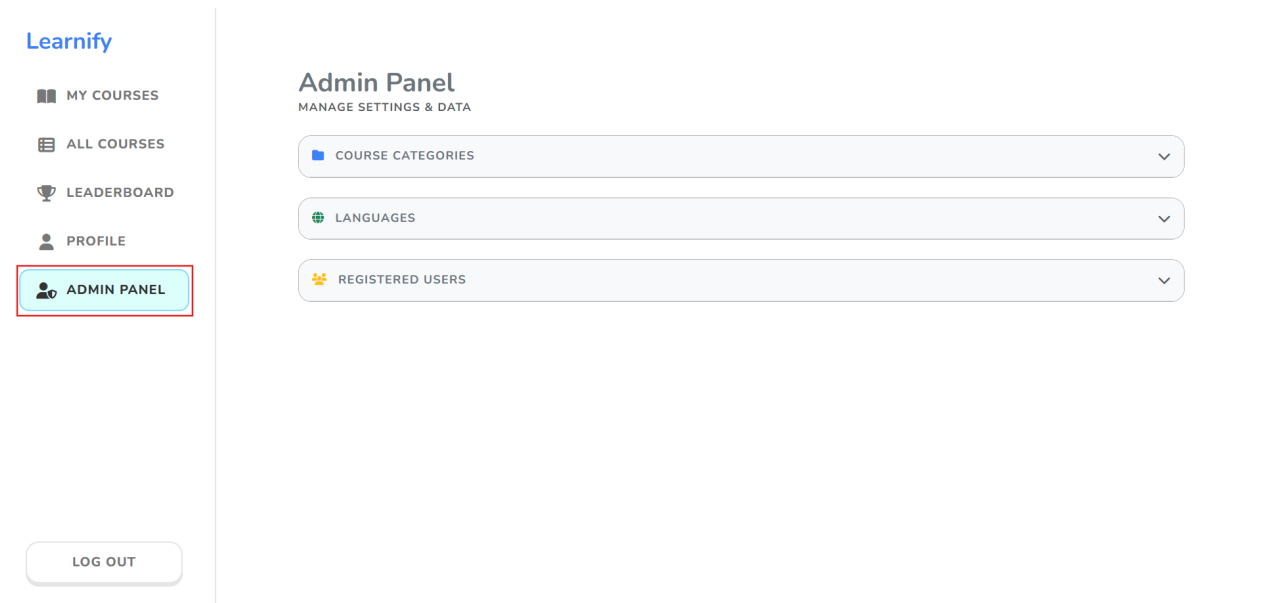 Learnify
MY COURSES
ALL COURSES
LEADERBOARD
PROFILE
ADMIN PANEL
LOG OUT
Admin Panel
MANAGE SETTINGS & DATA
COURSE CATEGORIES
LANGUAGES
REGISTERED USERS